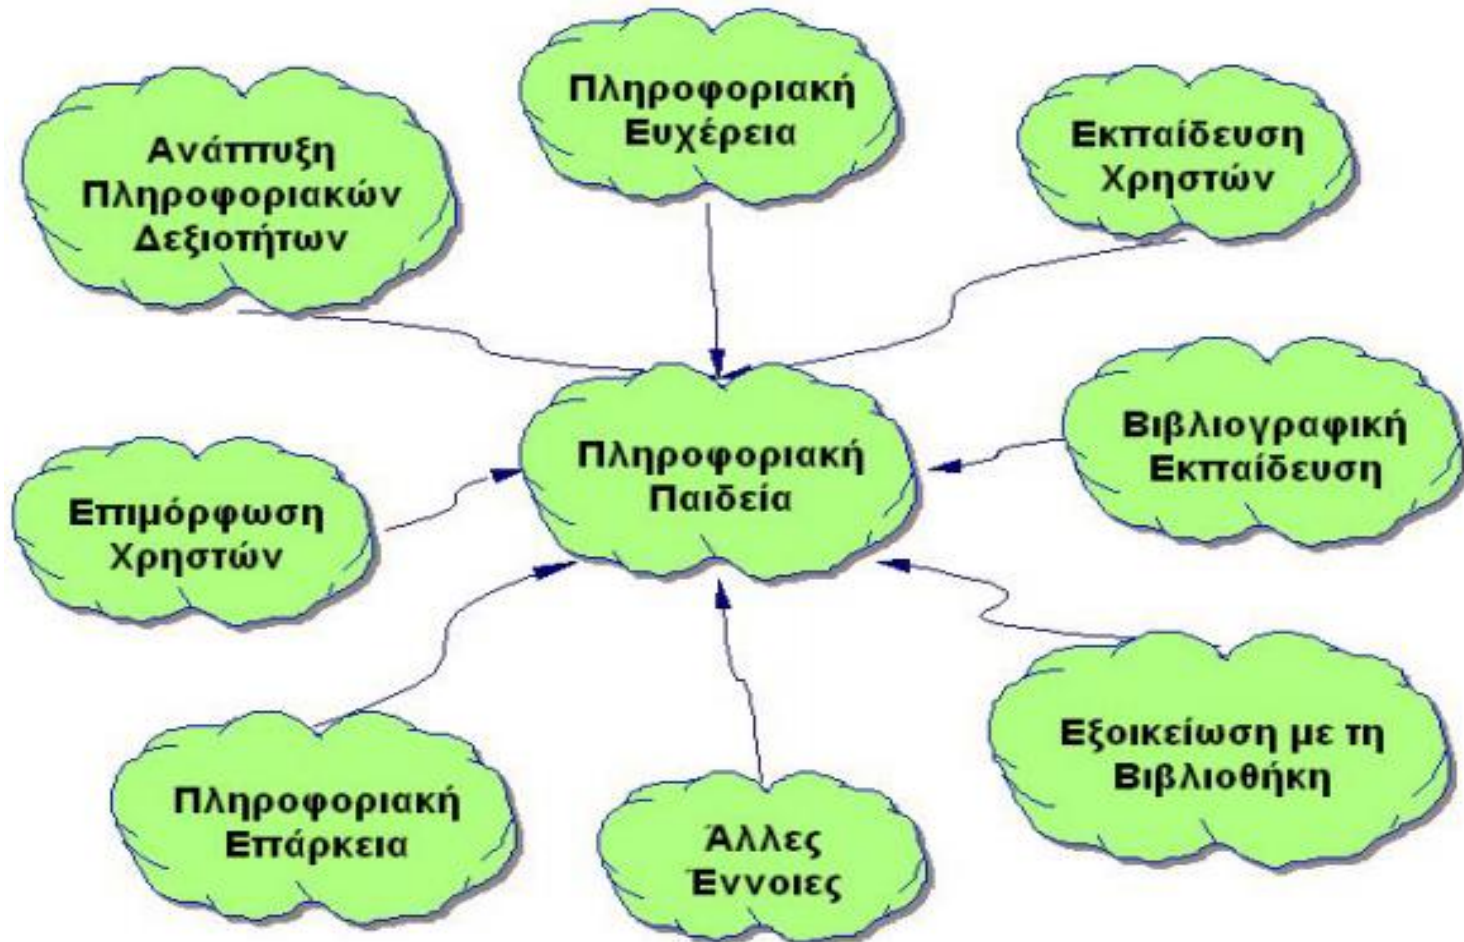 Πληροφοριακή
Ευχέρεια
Ανάπτυξη
Πληροφοριακών
Δεξιοτήτων
Εκπαίδευση
Χρηστών
Βιβλιογραφική
Εκπαίδευση
Πληροφοριακή
Παιδεία
Επιμόρφωση
Χρηστών
Εξοικείωση με τη
Βιβλιοθήκη
Πληροφοριακή
Επάρκεια
Άλλες
Έννοιες